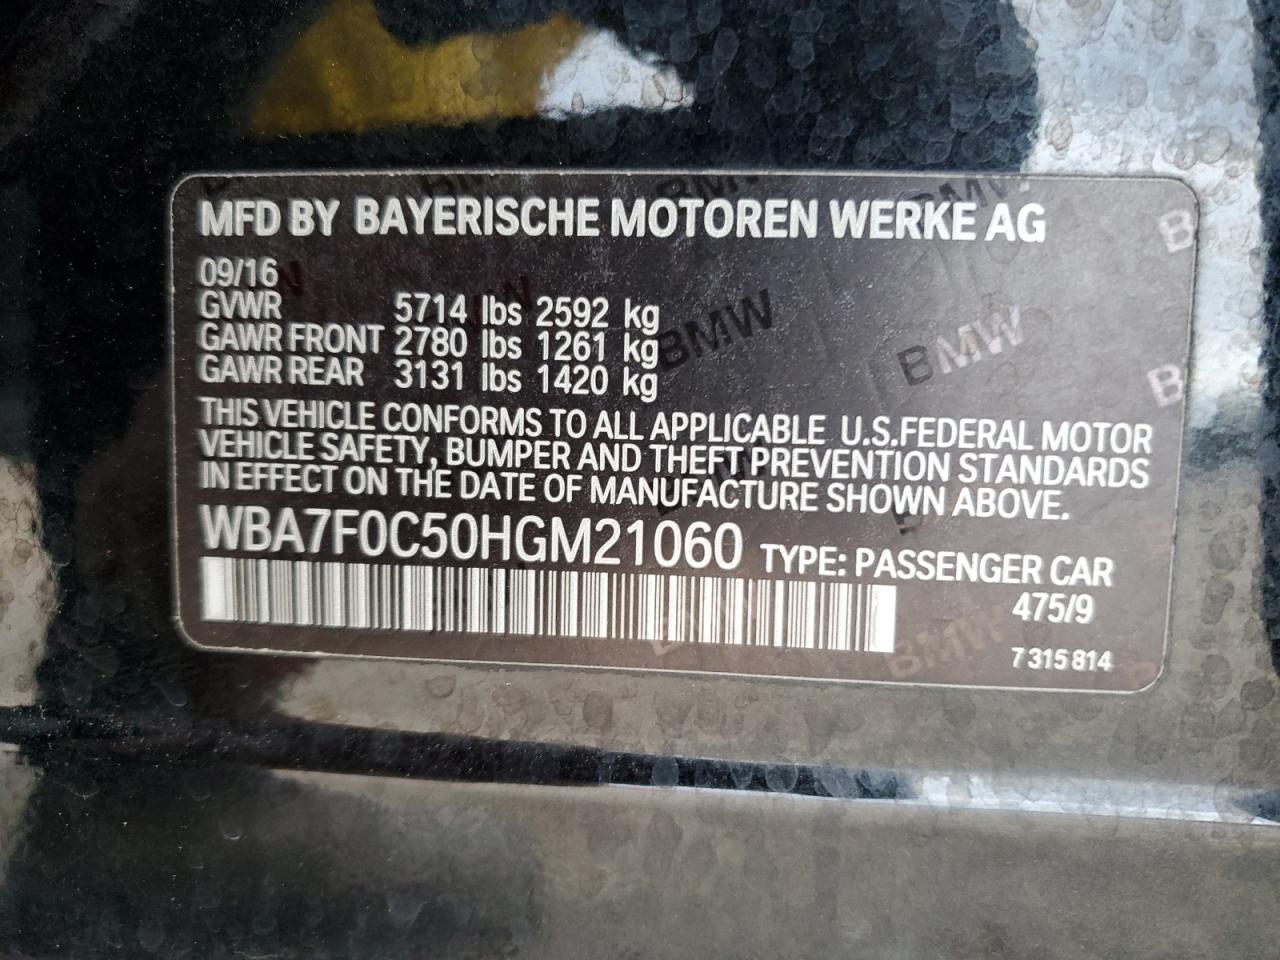 MFD BY BAYERISCHE MOTOREN WERKE AG
09/16
GVWR 5714 lbs 2592 kg
GAWR FRONT 2780 lbs 1261 kg
GAWR REAR 3131 lbs 1420 kg
THIS VEHICLE CONFORMS TO ALL APPLICABLE U.S.FEDERAL MOTOR
VEHICLE SAFETY, BUMPER AND THEFT PREVENTION STANDARDS
IN EFFECT ON THE DATE OF MANUFACTURE SHOWN ABOVE.
WBA7F0C50HGM21060 TYPE: PASSENGER CAR
475/9
7 315 814